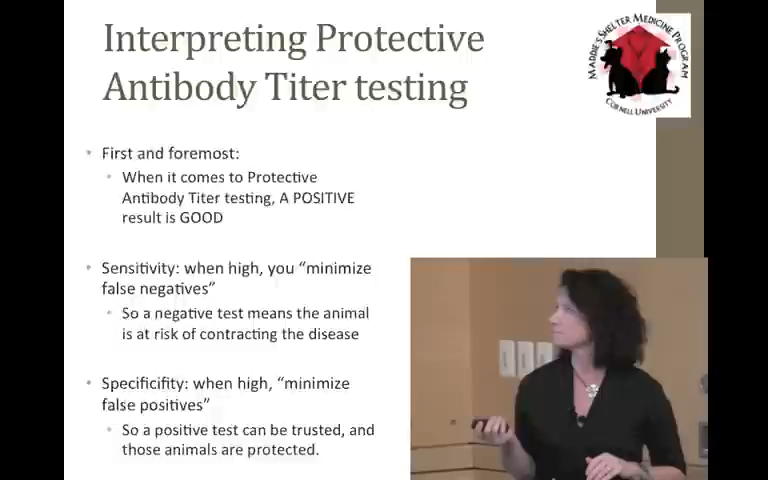 Interpreting Protective
Antibody Titer testing
MADDIE'S SHELTER MEDICINE PROGRAM
CORNELL UNIVERSITY
First and foremost:
When it comes to Protective
Antibody Titer testing, A POSITIVE
result is GOOD
Sensitivity: when high, you "minimize
false negatives"
So a negative test means the animal
is at risk of contracting the disease
Specificifity: when high, "minimize
false positives"
So a positive test can be trusted, and
those animals are protected.